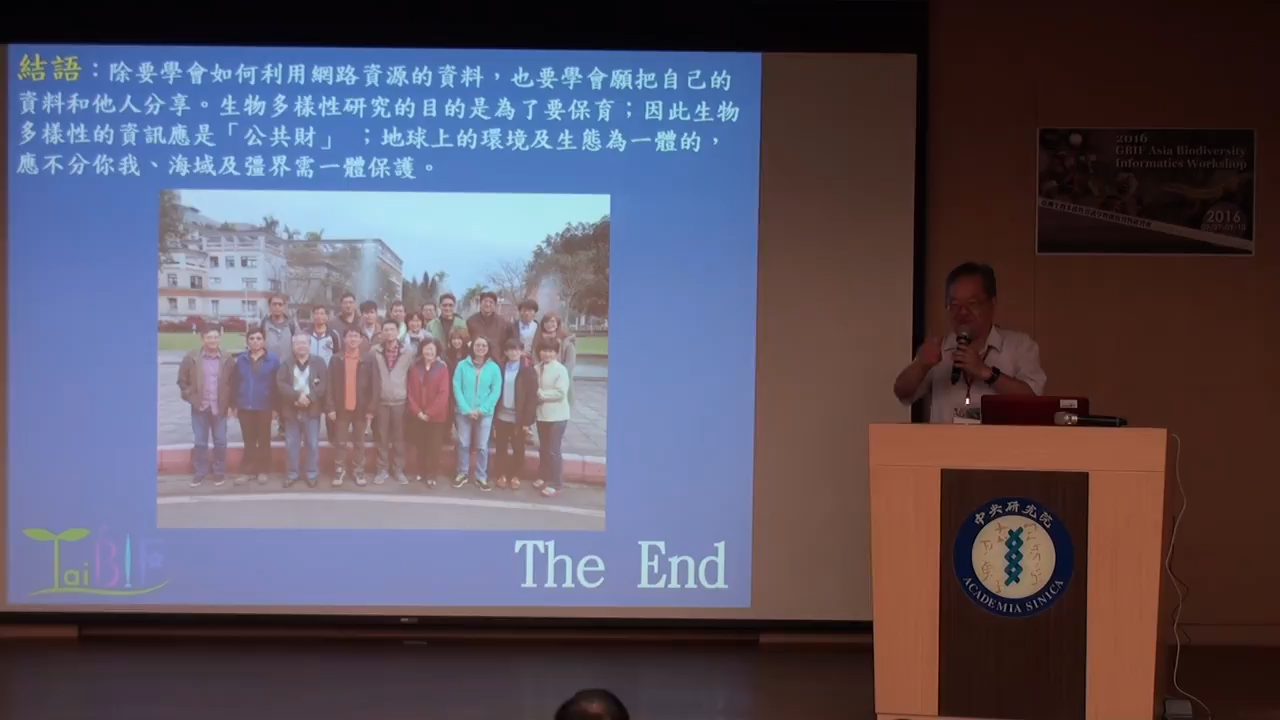 結語：除要學會如何利用網路資源的資料，也要學會願把自己的
資料和他人分享。生物多樣性研究的目的是為了要保育；因此生物
多樣性的資訊應是「公共財」；地球上的環境及生態為一體的，
應不分你我、海域及疆界需一體保護。
TaiBIF
The End
2016
GBIF Asia Biodiversity
Informatics Workshop
2016
中央研究院
ACADEMIA SINICA